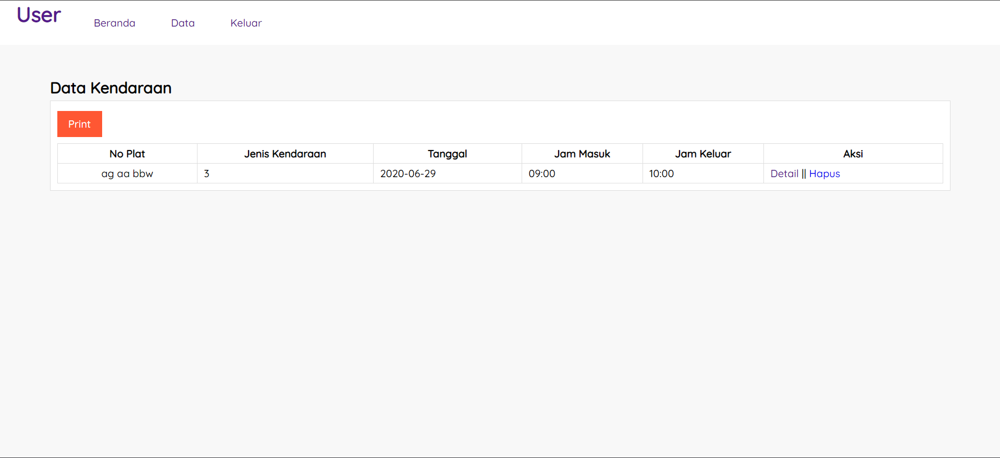 User Beranda Data Keluar
Data Kendaraan
Print
No Plat Jenis Kendaraan Tanggal Jam Masuk Jam Keluar Aksi
ag aa bbw 3 2020-06-29 09:00 10:00 Detail || Hapus